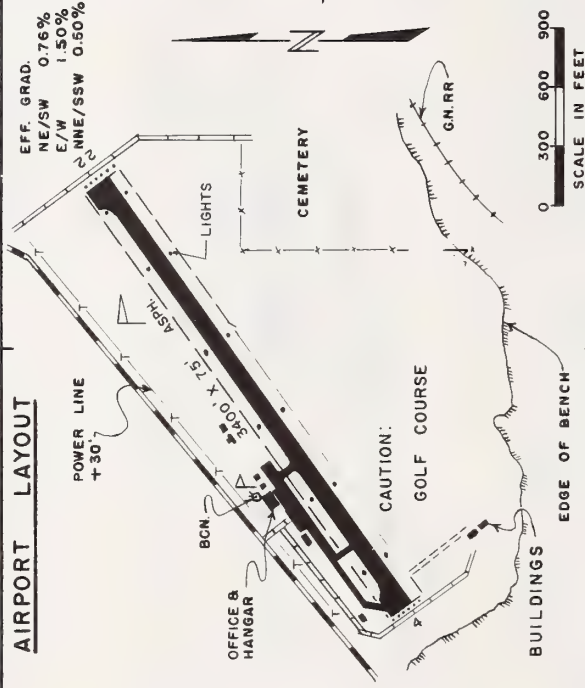 AIRPORT LAYOUT
EFF. GRAD.
NE/SW 0.76%
E/W 1.50%
NNE/SSW 0.50%
POWER LINE
+30'
22
N
LIGHTS
ASPH.
3400' X 75'
CEMETERY
BCN.
OFFICE &
HANGAR
CAUTION:
GOLF COURSE
G.N. RR
4
BUILDINGS
EDGE OF BENCH
0 300 600 900
SCALE IN FEET